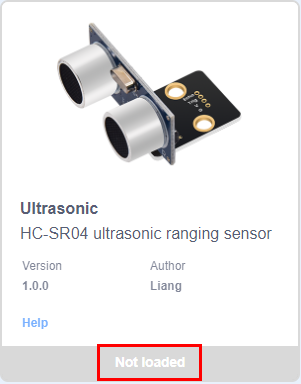 Ultrasonic
HC-SR04 ultrasonic ranging sensor
Version Author
1.0.0 Liang
Help
Not loaded